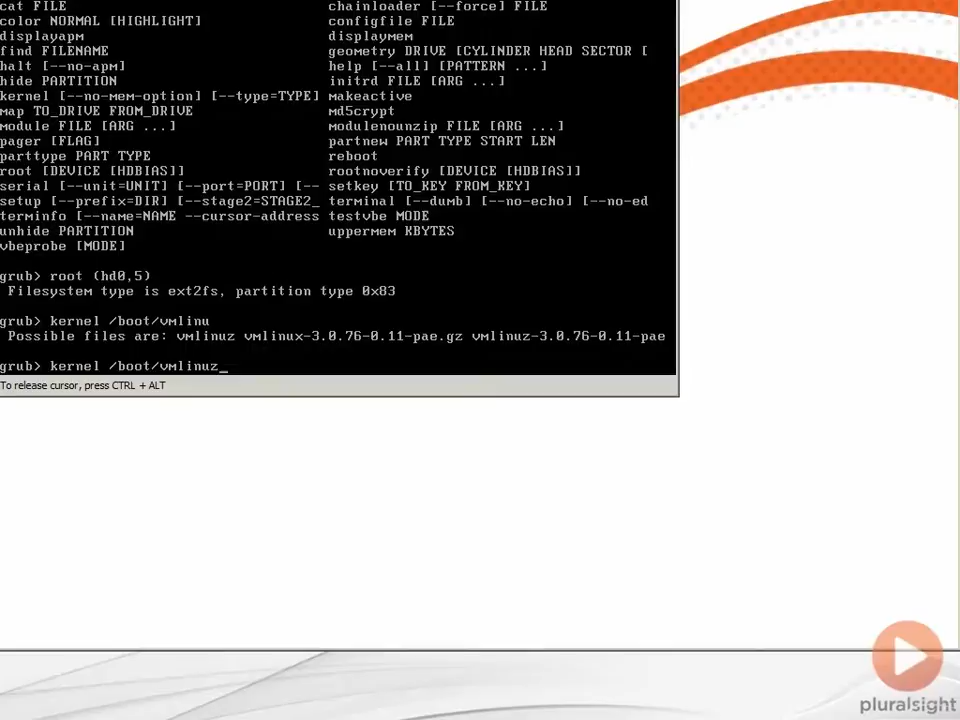 cat FILE chainloader [--force] FILE
color NORMAL [HIGHLIGHT] configfile FILE
displayapm displaymem
find FILENAME geometry DRIVE [CYLINDER HEAD SECTOR [
halt [--no-apm] help [--all] [PATTERN ...]
hide PARTITION initrd FILE [ARG ...]
kernel [--no-mem-option] [--type=TYPE] makeactive
map TO_DRIVE FROM_DRIVE md5crypt
module FILE [ARG ...] modulenounzip FILE [ARG ...]
pager [FLAG] partnew PART TYPE START LEN
parttype PART TYPE reboot
root [DEVICE [HDBIAS]] rootnoverify [DEVICE [HDBIAS]]
serial [--unit=UNIT] [--port=PORT] [-- setkey [TO_KEY FROM_KEY]
setup [--prefix=DIR] [--stage2=STAGE2_ terminal [--dumb] [--no-echo] [--no-ed
terminfo [--name=NAME --cursor-address testvbe MODE
unhide PARTITION uppermem KBYTES
vbeprobe [MODE]
grub> root (hd0,5)
Filesystem type is ext2fs, partition type 0x83
grub> kernel /boot/vmlinu
Possible files are: vmlinuz vmlinux-3.0.76-0.11-pae.gz vmlinuz-3.0.76-0.11-pae
grub> kernel /boot/vmlinuz_
To release cursor, press CTRL + ALT
pluralsight